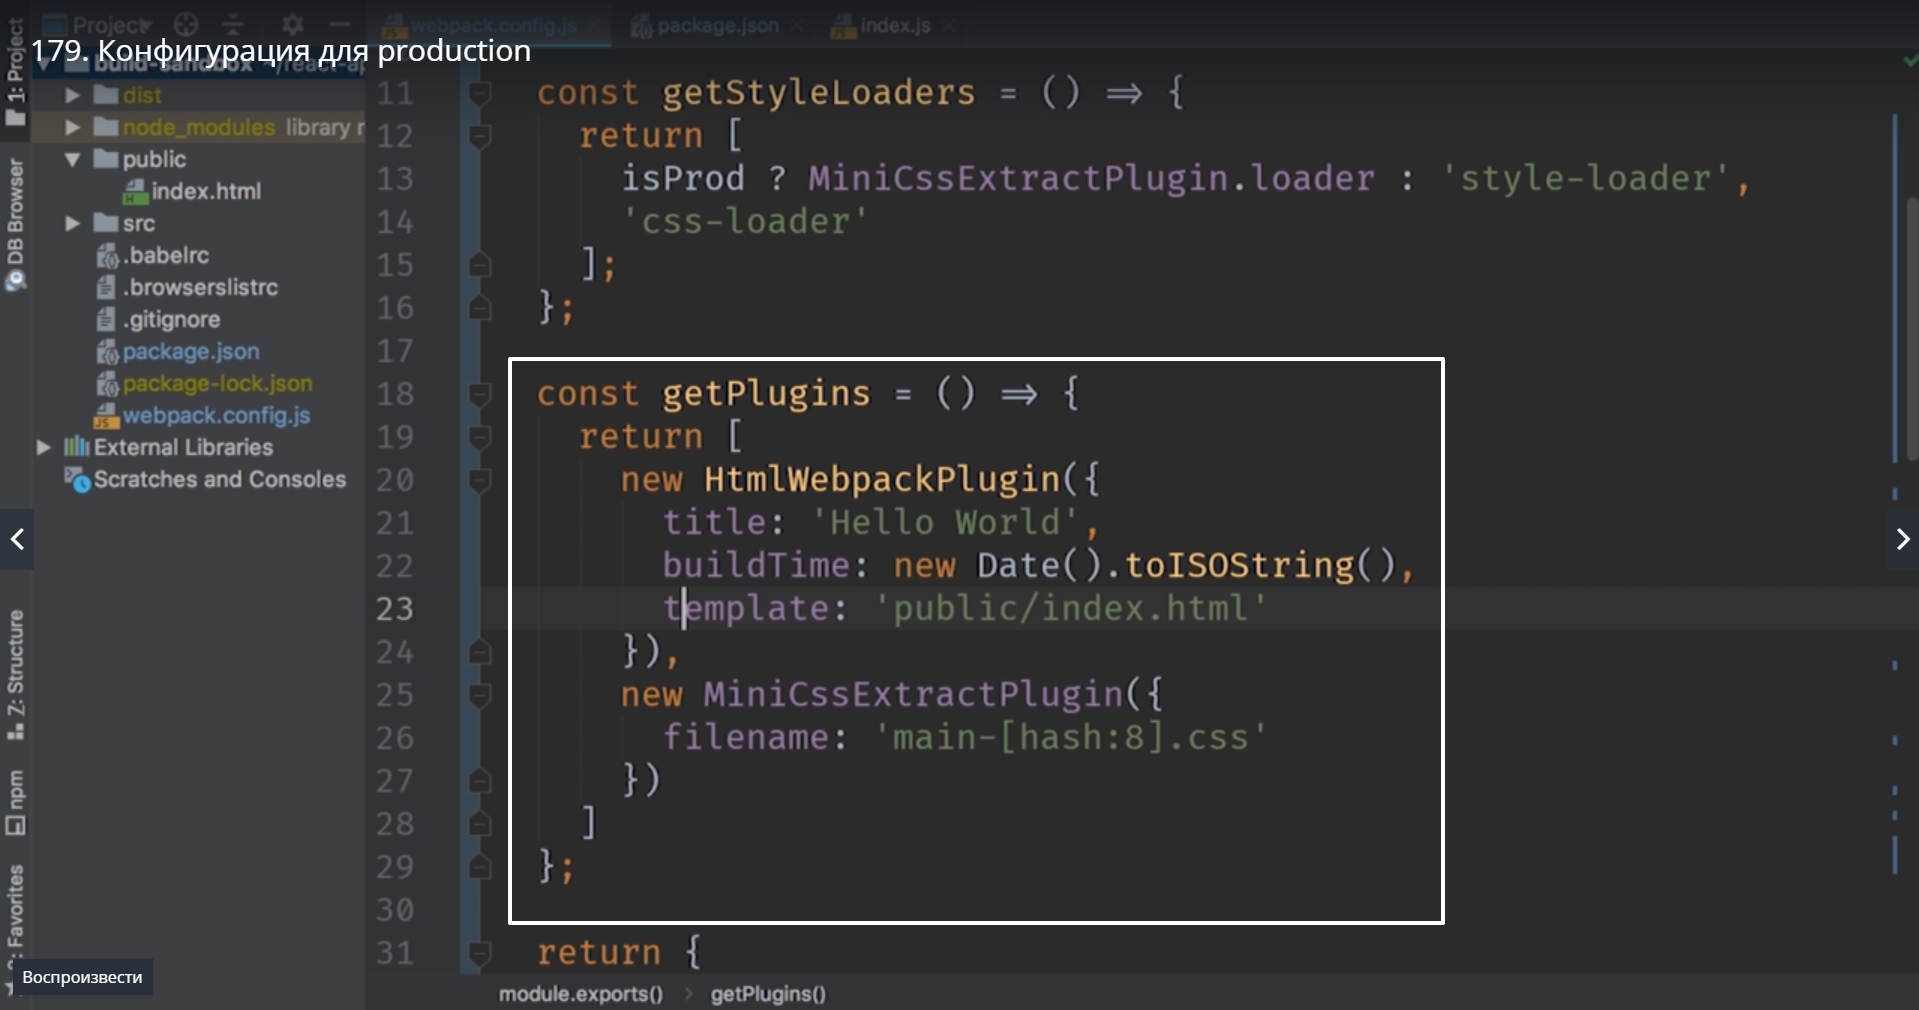 Project
webpack.config.js
package.json
index.js
179. Конфигурация для production
build-sandbox ~/react-ap
dist
node_modules library r
public
index.html
src
.babelrc
.browserslistrc
.gitignore
package.json
package-lock.json
webpack.config.js
External Libraries
Scratches and Consoles
1: Project
DB Browser
Z: Structure
npm
Favorites
Воспроизвести
11 const getStyleLoaders = () => {
12 return [
13 isProd ? MiniCssExtractPlugin.loader : 'style-loader',
14 'css-loader'
15 ];
16 };
17
18 const getPlugins = () => {
19 return [
20 new HtmlWebpackPlugin({
21 title: 'Hello World',
22 buildTime: new Date().toISOString(),
23 template: 'public/index.html'
24 }),
25 new MiniCssExtractPlugin({
26 filename: 'main-[hash:8].css'
27 })
28 ]
29 };
30
31 return {
module.exports() › getPlugins()